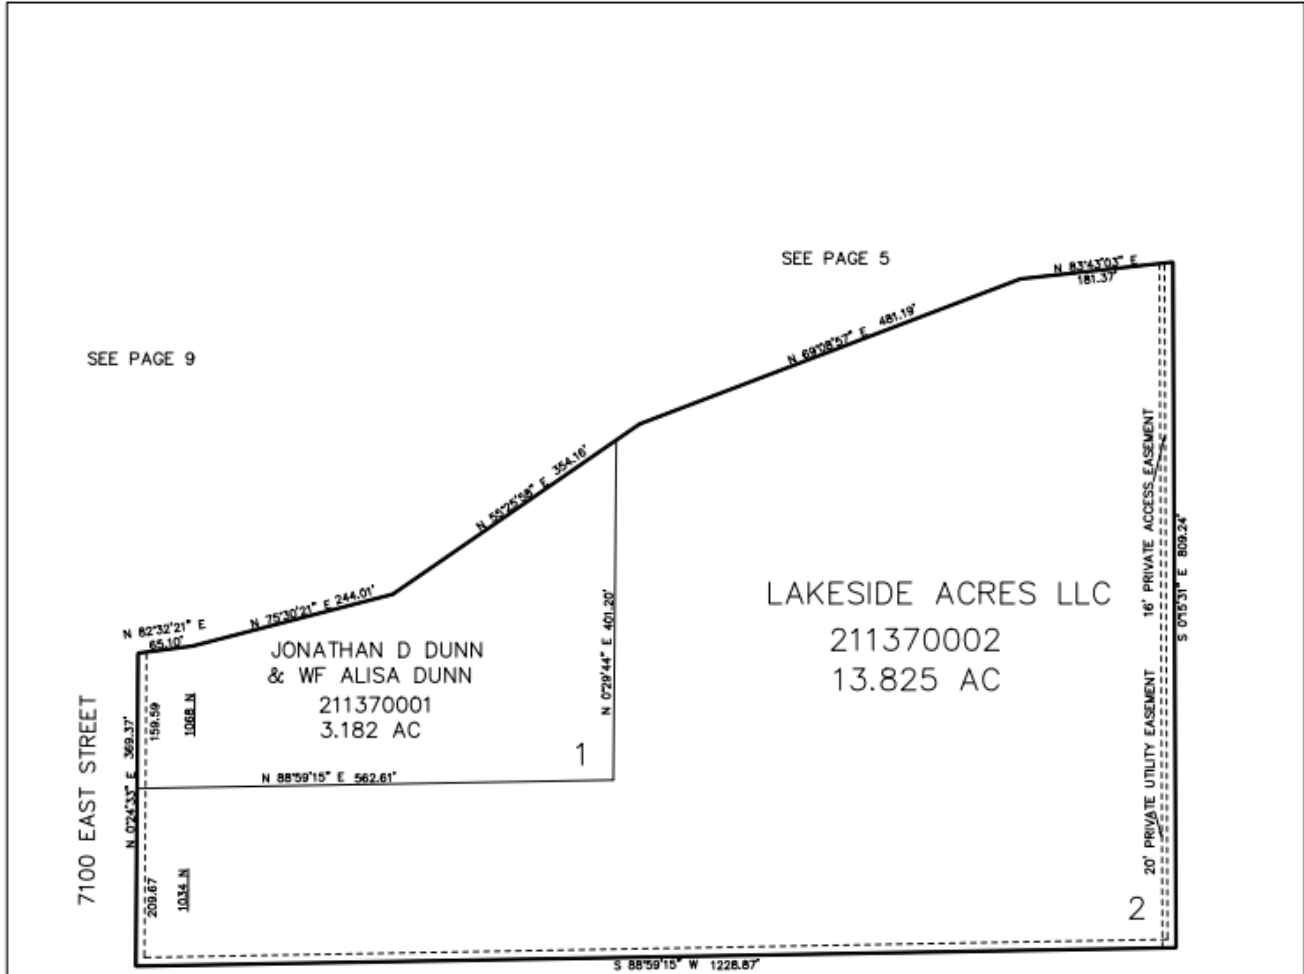 SEE PAGE 5
N 83°43'03" E
181.37'
N 69°08'57" E 481.19'
SEE PAGE 9
N 55°25'58" E 354.16'
N 82°32'21" E
65.10'
N 75°30'21" E 244.01'
JONATHAN D DUNN
& WF ALISA DUNN
211370001
3.182 AC
1
N 88°59'15" E 562.61'
N 0°29'44" E 401.20'
LAKESIDE ACRES LLC
211370002
13.825 AC
2
16' PRIVATE ACCESS EASEMENT
20' PRIVATE UTILITY EASEMENT
S 0°15'31" E 809.24'
7100 EAST STREET
N 0°24'33" E 369.37'
159.59
1068 N
209.67
1034 N
S 88°59'15" W 1228.87'